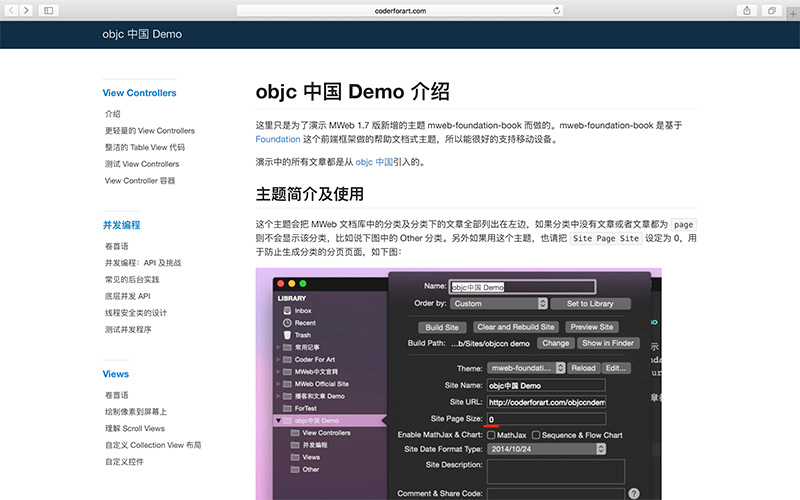 coderforart.com
objc 中国 Demo
View Controllers
介绍
更轻量的 View Controllers
整洁的 Table View 代码
测试 View Controllers
View Controller 容器
并发编程
卷首语
并发编程：API 及挑战
常见的后台实践
底层并发 API
线程安全类的设计
测试并发程序
Views
卷首语
绘制像素到屏幕上
理解 Scroll Views
自定义 Collection View 布局
自定义控件
objc 中国 Demo 介绍
这里只是为了演示 MWeb 1.7 版新增的主题 mweb-foundation-book 而做的。mweb-foundation-book 是基于
Foundation 这个前端框架做的帮助文档式主题，所以能很好的支持移动设备。
演示中的所有文章都是从 objc 中国引入的。
主题简介及使用
这个主题会把 MWeb 文档库中的分类及分类下的文章全部列出在左边，如果分类中没有文章或者文章都为 page
则不会显示该分类，比如说下图中的 Other 分类。另外如果用这个主题，也请把 Site Page Site 设定为 0，用
于防止生成分类的分页页面，如下图：
LIBRARY
Inbox
Recent
Trash
常用记事
Coder For Art
MWeb中文官网
MWeb Official Site
播客和文章 Demo
ForTest
objc中国 Demo
View Controllers
并发编程
Views
Other
Name: objc中国 Demo
Order by: Custom Set to Library
Build Site Clear and Rebuild Site Preview Site
Build Path: ...b/Sites/objccn demo Change Show in Finder
Theme: mweb-foundati... Reload Edit...
Site Name: objc中国 Demo
Site URL: http://coderforart.com/objccndem
Site Page Size: 0
Enable MathJax & Chart: MathJax Sequence & Flow Chart
Site Date Format Type: 2014/10/24
Site Description:
Comment & Share Code:
?